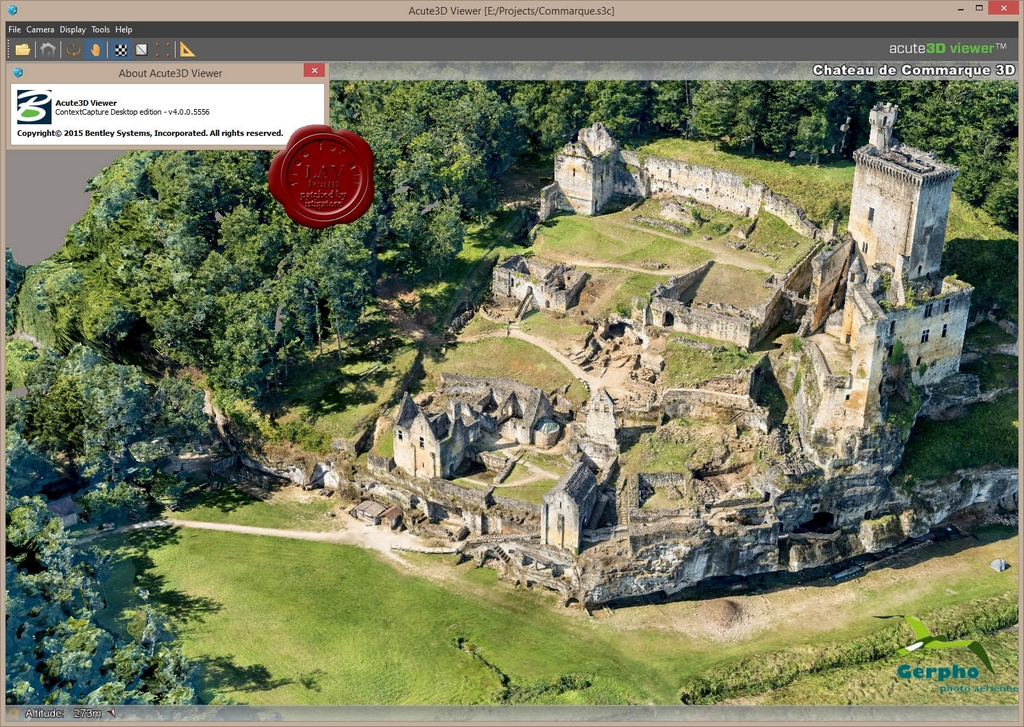 Acute3D Viewer [E:/Projects/Commarque.s3c]
File Camera Display Tools Help
acute3D viewer™
About Acute3D Viewer
Chateau de Commarque 3D
Acute3D Viewer
ContextCapture Desktop edition - v4.0.0.5556
Copyright© 2015 Bentley Systems, Incorporated. All rights reserved.
LAV
team
patched by
Gerpho
photo aérienne
Altitude: 273m